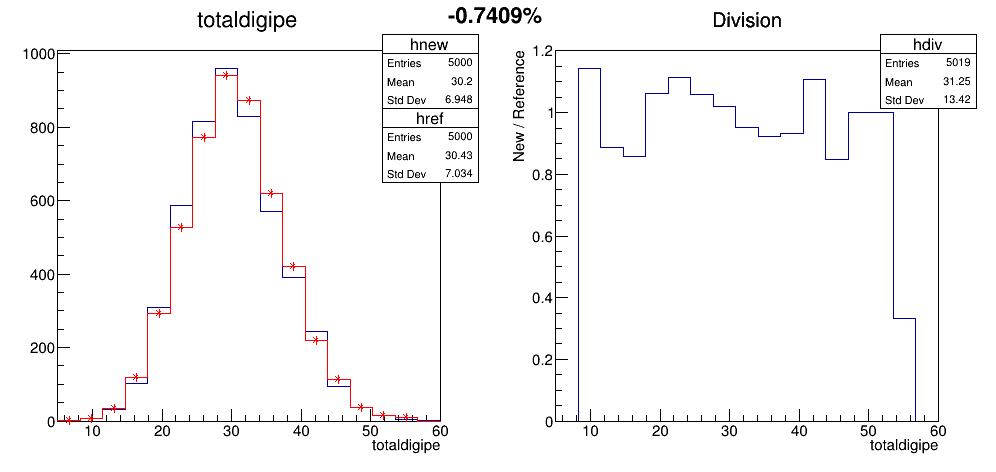 -0.7409%
totaldigipe
hnew
Entries 5000
Mean 30.2
Std Dev 6.948
href
Entries 5000
Mean 30.43
Std Dev 7.034
1000
800
600
400
200
0
10 20 30 40 50 60
totaldigipe
Division
hdiv
Entries 5019
Mean 31.25
Std Dev 13.42
New / Reference
1.2
1
0.8
0.6
0.4
0.2
0
10 20 30 40 50 60
totaldigipe